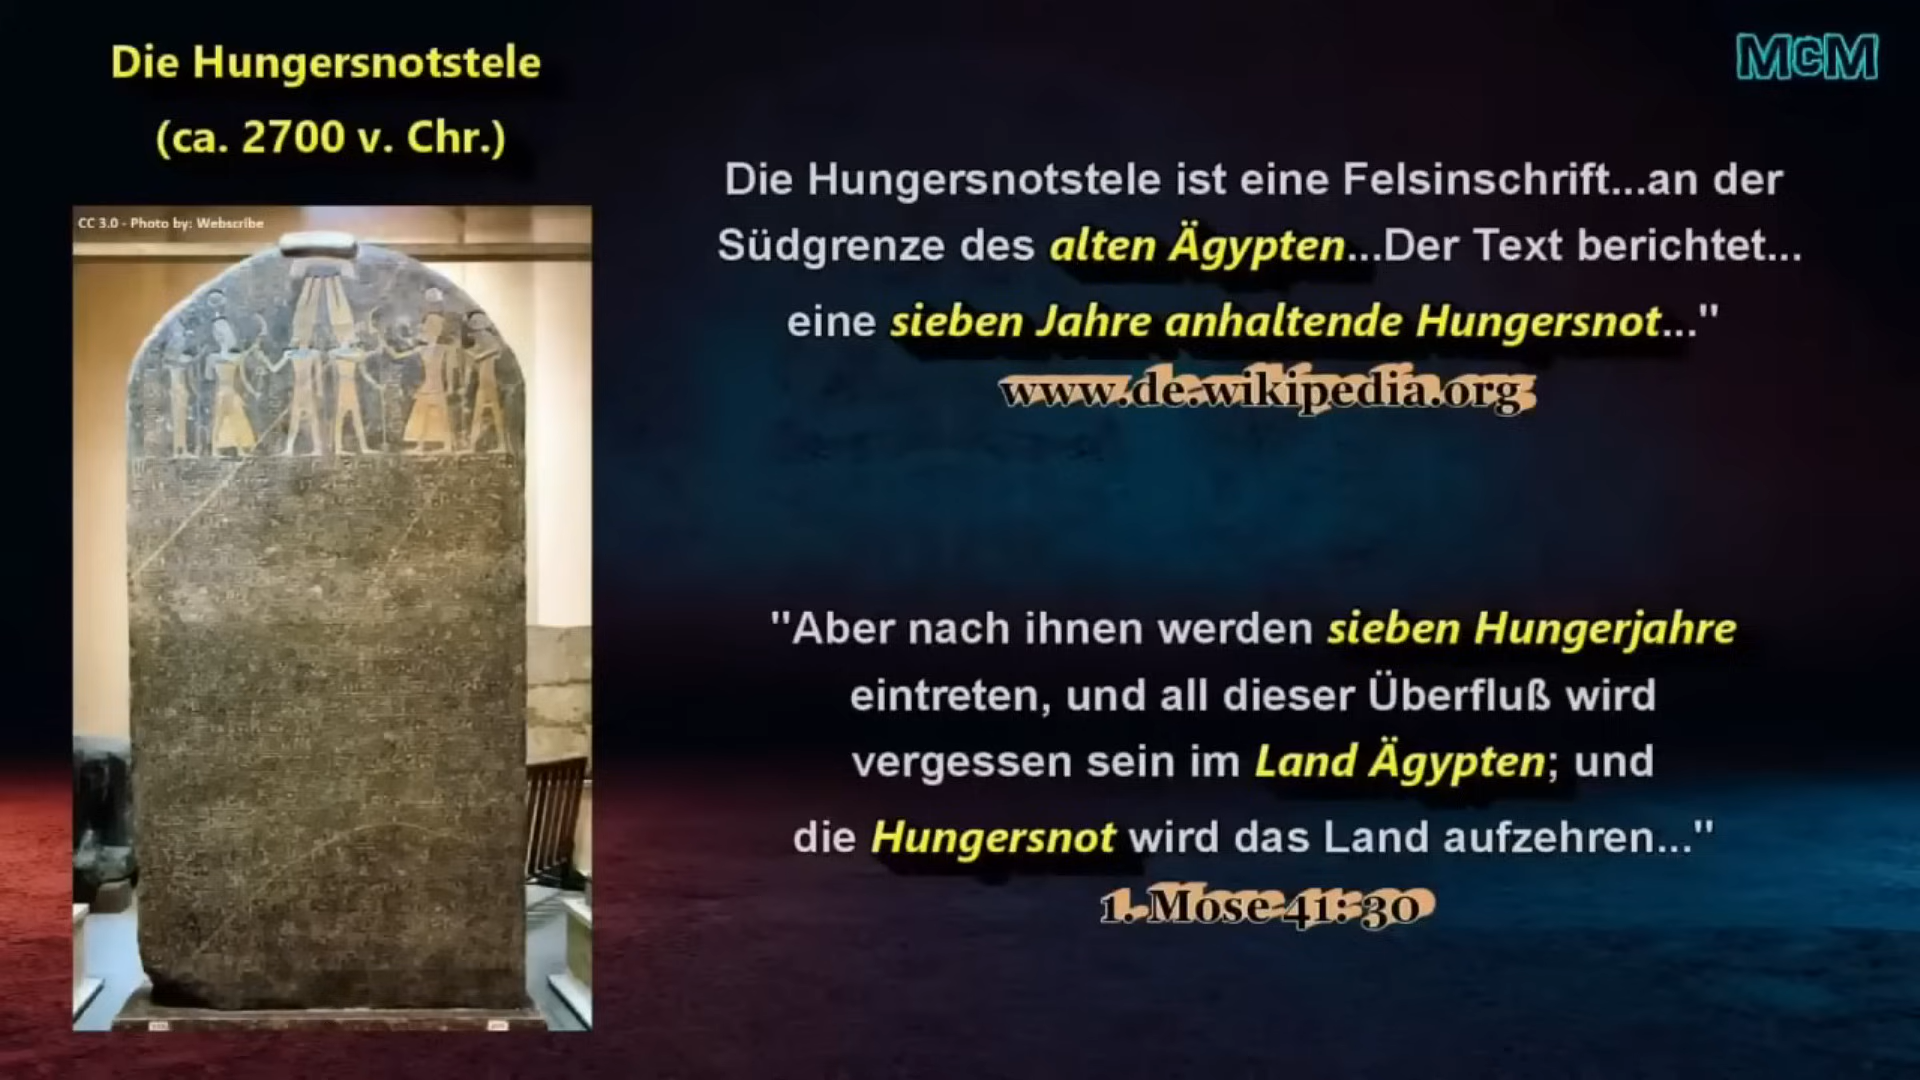 Die Hungersnotstele
(ca. 2700 v. Chr.)
McM
CC 3.0 - Photo by: Webscribe
Die Hungersnotstele ist eine Felsinschrift...an der
Südgrenze des alten Ägypten...Der Text berichtet...
eine sieben Jahre anhaltende Hungersnot..."
www.de.wikipedia.org
"Aber nach ihnen werden sieben Hungerjahre
eintreten, und all dieser Überfluß wird
vergessen sein im Land Ägypten; und
die Hungersnot wird das Land aufzehren..."
1. Mose 41: 30